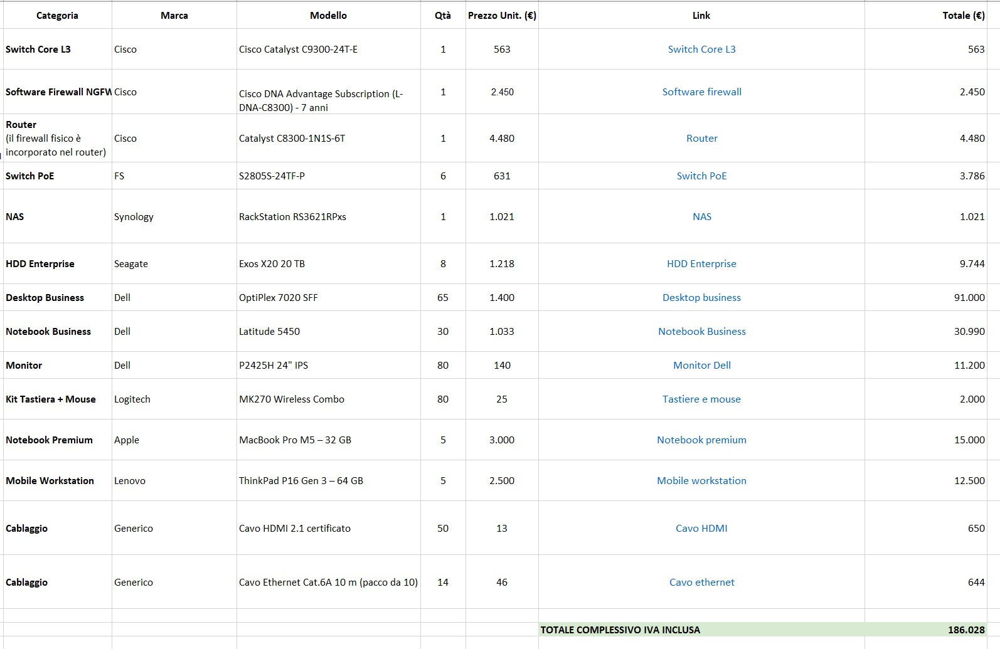 Categoria Marca Modello Qtà Prezzo Unit. (€) Link Totale (€)
Switch Core L3 Cisco Cisco Catalyst C9300-24T-E 1 563 Switch Core L3 563
Software Firewall NGFW Cisco Cisco DNA Advantage Subscription (L-
DNA-C8300) - 7 anni 1 2.450 Software firewall 2.450
Router
(il firewall fisico è
incorporato nel router) Cisco Catalyst C8300-1N1S-6T 1 4.480 Router 4.480
Switch PoE FS S2805S-24TF-P 6 631 Switch PoE 3.786
NAS Synology RackStation RS3621RPxs 1 1.021 NAS 1.021
HDD Enterprise Seagate Exos X20 20 TB 8 1.218 HDD Enterprise 9.744
Desktop Business Dell OptiPlex 7020 SFF 65 1.400 Desktop business 91.000
Notebook Business Dell Latitude 5450 30 1.033 Notebook Business 30.990
Monitor Dell P2425H 24" IPS 80 140 Monitor Dell 11.200
Kit Tastiera + Mouse Logitech MK270 Wireless Combo 80 25 Tastiere e mouse 2.000
Notebook Premium Apple MacBook Pro M5 – 32 GB 5 3.000 Notebook premium 15.000
Mobile Workstation Lenovo ThinkPad P16 Gen 3 – 64 GB 5 2.500 Mobile workstation 12.500
Cablaggio Generico Cavo HDMI 2.1 certificato 50 13 Cavo HDMI 650
Cablaggio Generico Cavo Ethernet Cat.6A 10 m (pacco da 10) 14 46 Cavo ethernet 644
TOTALE COMPLESSIVO IVA INCLUSA 186.028